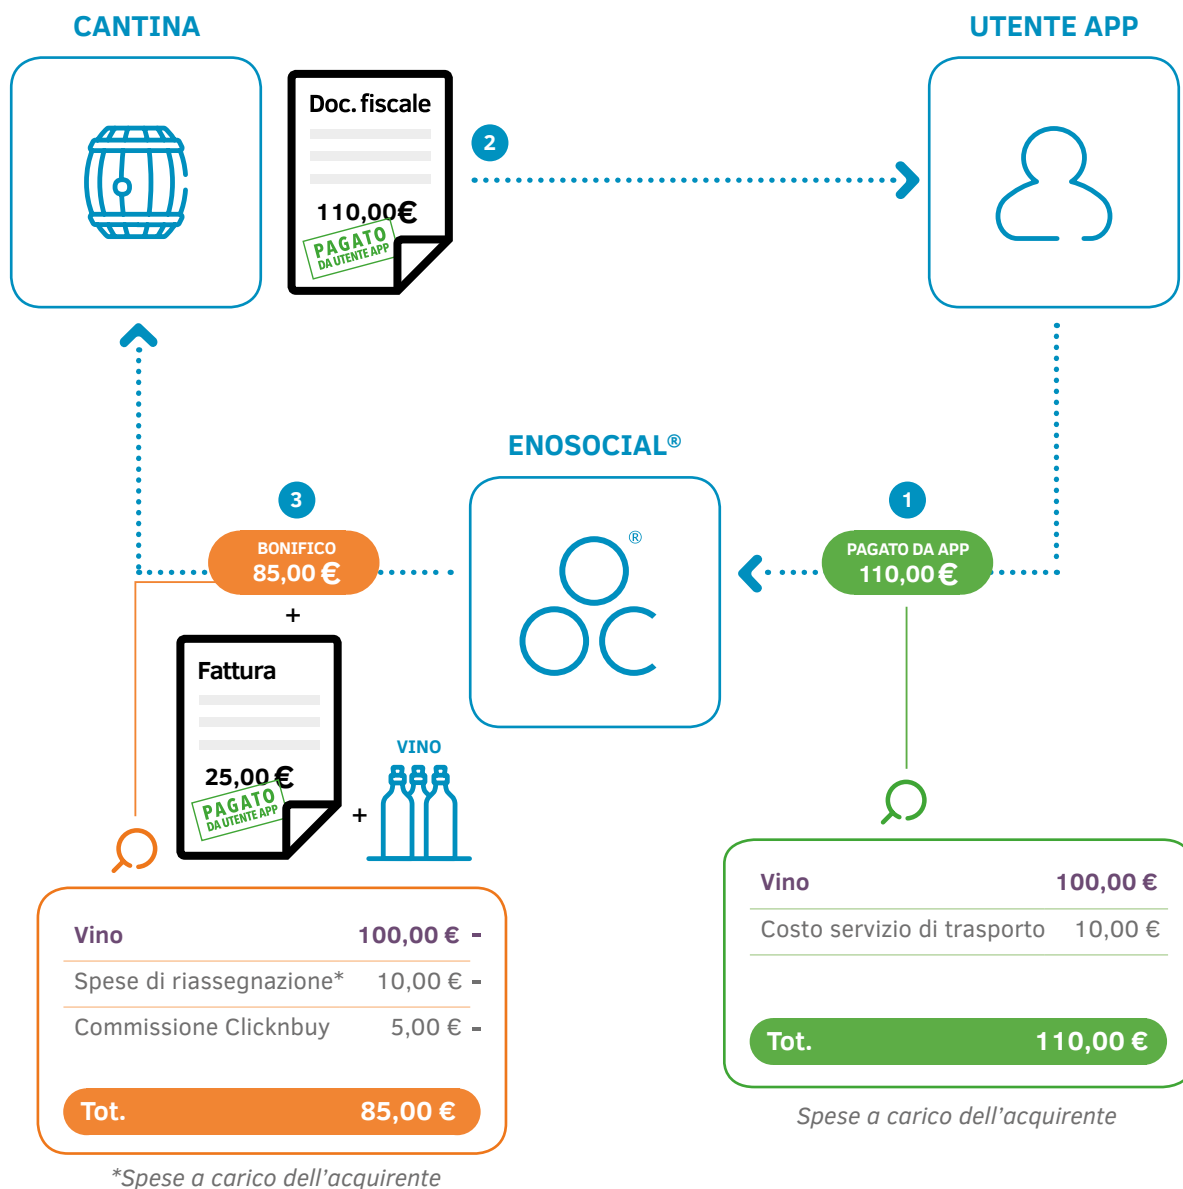 CANTINA
UTENTE APP
Doc. fiscale
110,00€
PAGATO
DA UTENTE APP
2
ENOSOCIAL®
3
BONIFICO
85,00 €
+
1
PAGATO DA APP
110,00 €
®
Fattura
25,00 €
PAGATO
DA UTENTE APP
+
VINO
Vino 100,00 € -
Spese di riassegnazione* 10,00 € -
Commissione Clicknbuy 5,00 € -
Tot. 85,00 €
*Spese a carico dell'acquirente
Vino 100,00 €
Costo servizio di trasporto 10,00 €
Tot. 110,00 €
Spese a carico dell'acquirente